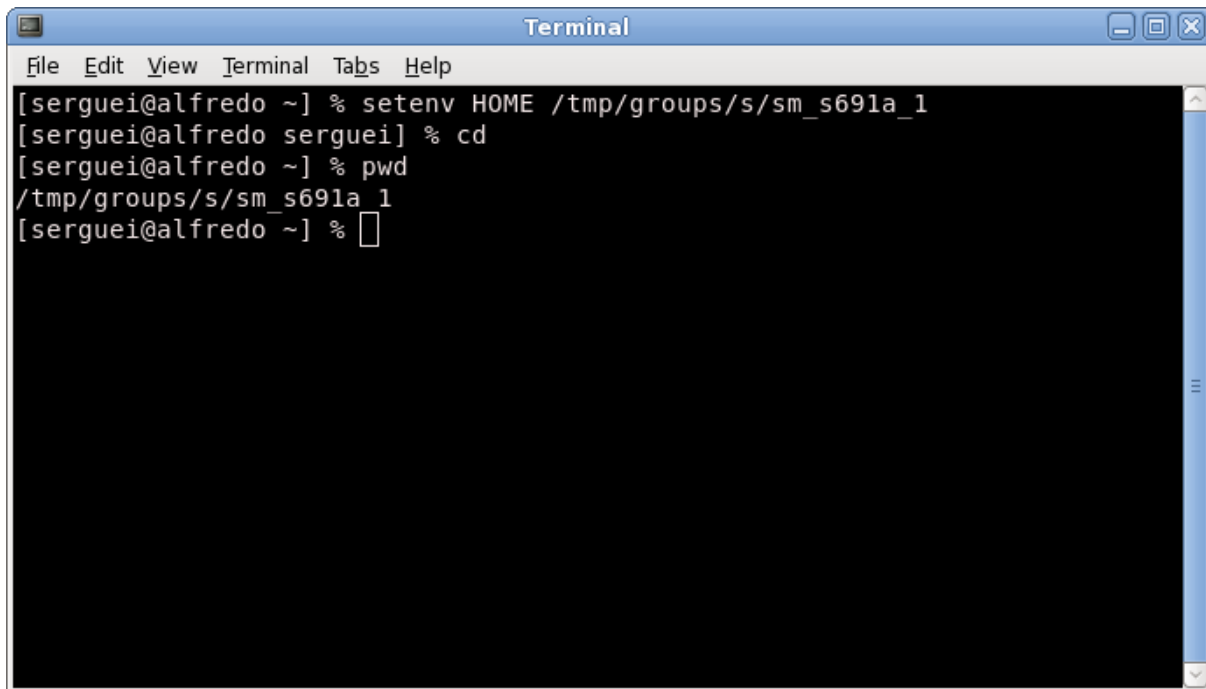 Terminal
File Edit View Terminal Tabs Help
[serguei@alfredo ~] % setenv HOME /tmp/groups/s/sm_s691a_1
[serguei@alfredo serguei] % cd
[serguei@alfredo ~] % pwd
/tmp/groups/s/sm_s691a_1
[serguei@alfredo ~] %